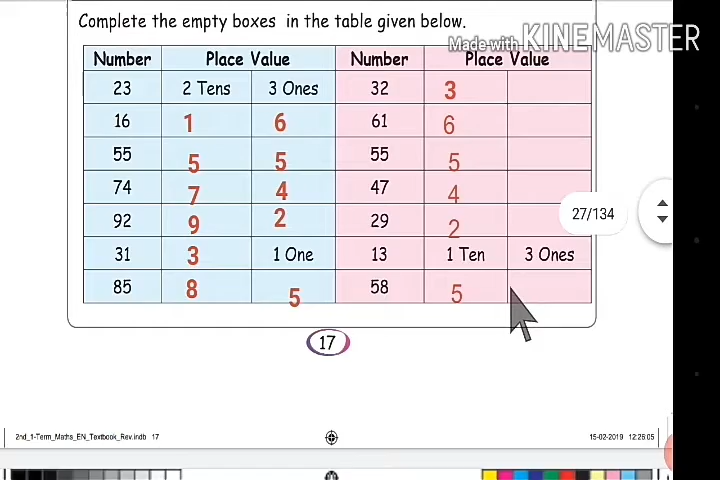 Complete the empty boxes in the table given below.
Made with KINEMASTER
Number Place Value Number Place Value
23 2 Tens 3 Ones 32 3
16 1 6 61 6
55 5 5 55 5
74 7 4 47 4
92 9 2 29 2
27/134
31 3 1 One 13 1 Ten 3 Ones
85 8 5 58 5
17
2nd_1-Term_Maths_EN_Textbook_Rev.indb 17 15-02-2019 12:26:05